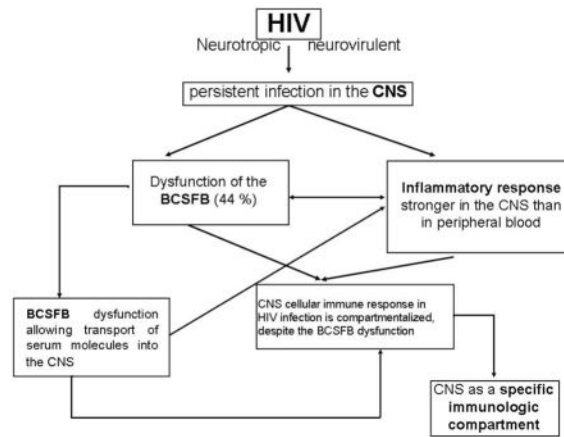 HIV
Neurotropic neurovirulent
persistent infection in the CNS
Dysfunction of the
BCSFB (44 %)
Inflammatory response
stronger in the CNS than
in peripheral blood
BCSFB dysfunction
allowing transport of
serum molecules into
the CNS
CNS cellular immune response in
HIV infection is compartmentalized,
despite the BCSFB dysfunction
CNS as a specific
immunologic
compartment